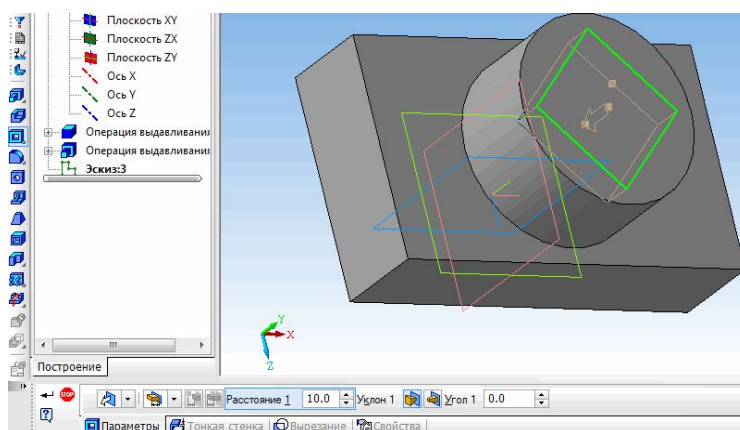 Плоскость XY
Плоскость ZX
Плоскость ZY
Ось X
Ось Y
Ось Z
Операция выдавливания
Операция выдавливания
Эскиз:3
Построение
Y
X
Z
STOP
Расстояние 1 10.0 Уклон 1 Угол 1 0.0
Параметры Тонкая стенка Вырезание Свойства